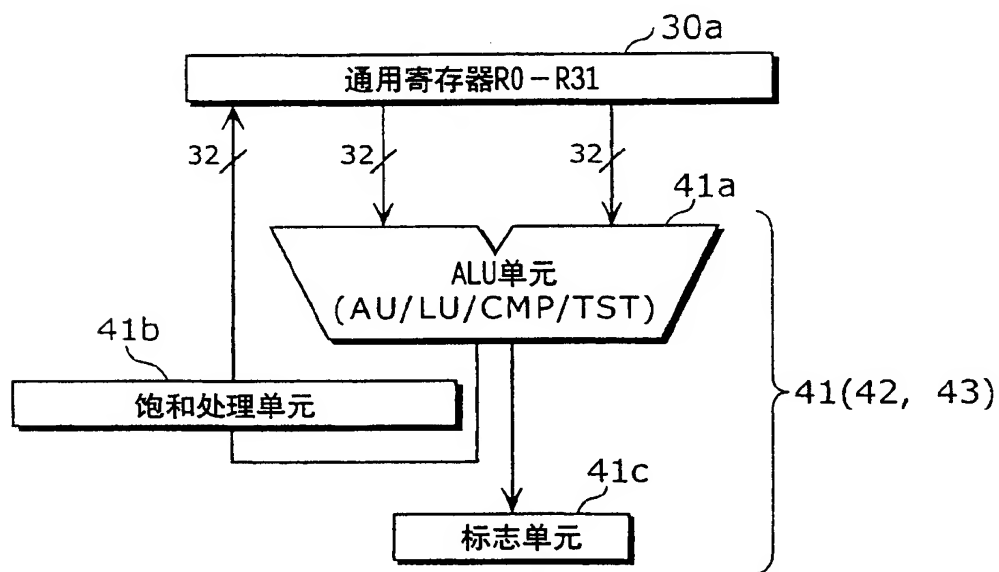 30a
通用寄存器R0-R31
32
32
32
41a
ALU单元
(AU/LU/CMP/TST)
41b
饱和处理单元
41(42, 43)
41c
标志单元